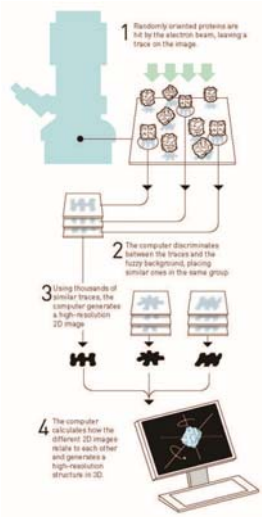 1 Randomly oriented proteins are
hit by the electron beam, leaving a
trace on the image.
2 The computer discriminates
between the traces and the
fuzzy background, placing
similar ones in the same group.
3 Using thousands of
similar traces, the
computer generates
a high-resolution
2D image.
4 The computer
calculates how the
different 2D images
relate to each other
and generates a
high-resolution
structure in 3D.